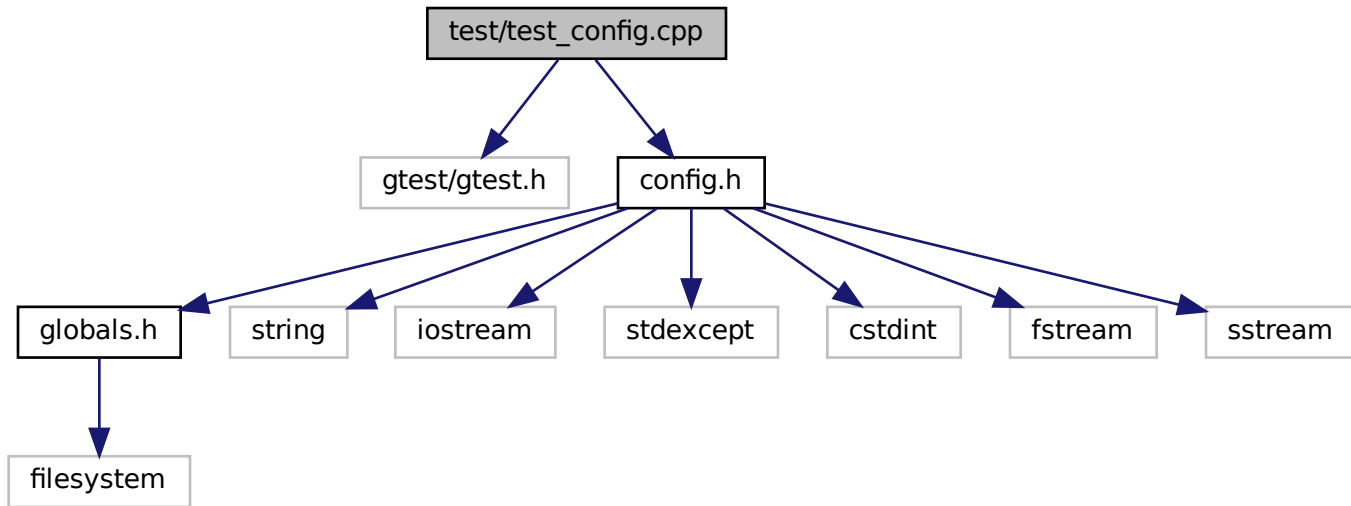 test/test_config.cpp
gtest/gtest.h
config.h
globals.h
string
iostream
stdexcept
cstdint
fstream
sstream
filesystem